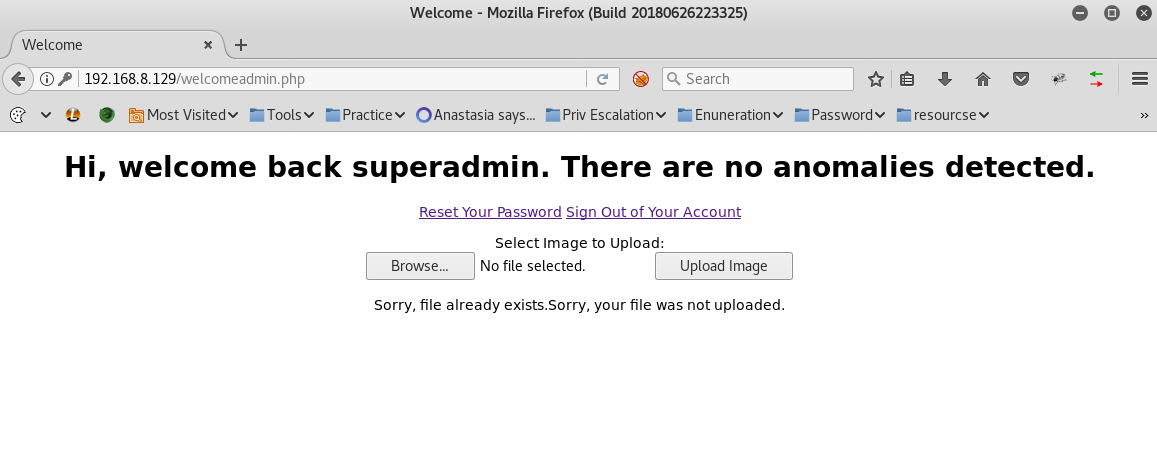 Welcome - Mozilla Firefox (Build 20180626223325)
Welcome
192.168.8.129/welcomeadmin.php
Search
Most Visited Tools Practice Anastasia says... Priv Escalation Enuneration Password resourcse
Hi, welcome back superadmin. There are no anomalies detected.
Reset Your Password Sign Out of Your Account
Select Image to Upload:
Browse... No file selected. Upload Image
Sorry, file already exists.Sorry, your file was not uploaded.